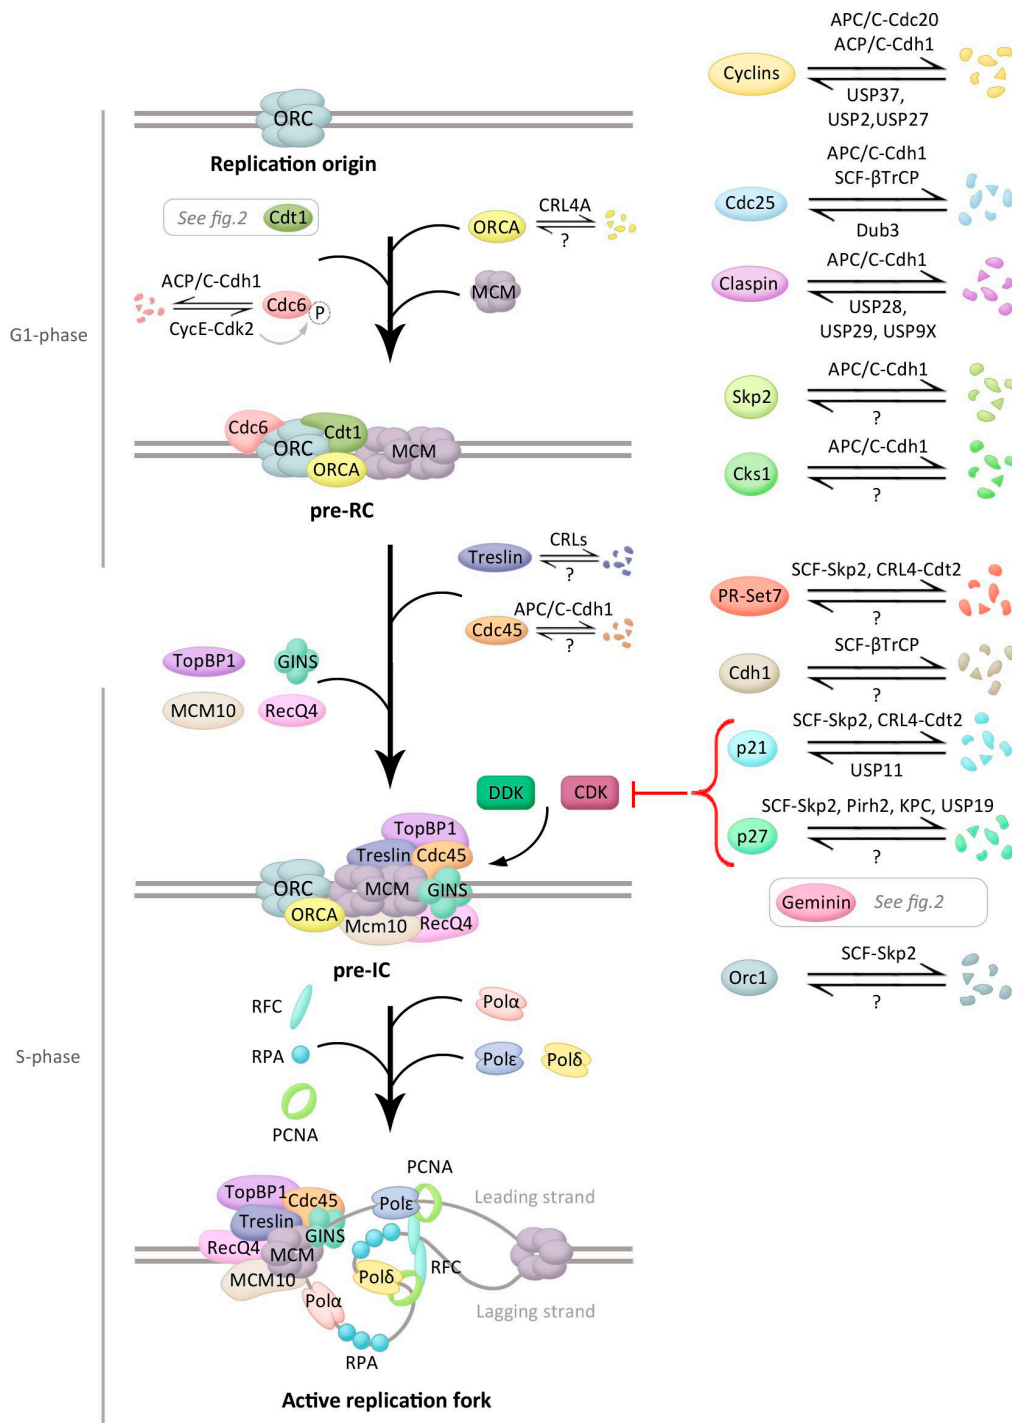 APC/C-Cdc20
ACP/C-Cdh1
Cyclins
USP37,
USP2,USP27
ORC
Replication origin
APC/C-Cdh1
SCF-βTrCP
Cdc25
Dub3
See fig.2
Cdt1
ORCA
CRL4A
?
MCM
ACP/C-Cdh1
Cdc6
P
CycE-Cdk2
G1-phase
APC/C-Cdh1
Claspin
USP28,
USP29, USP9X
APC/C-Cdh1
Skp2
?
Cdc6
Cdt1
ORC
MCM
ORCA
pre-RC
APC/C-Cdh1
Cks1
?
Treslin
CRLs
?
APC/C-Cdh1
Cdc45
?
SCF-Skp2, CRL4-Cdt2
PR-Set7
?
TopBP1
GINS
MCM10
RecQ4
SCF-βTrCP
Cdh1
?
SCF-Skp2, CRL4-Cdt2
p21
USP11
DDK
CDK
SCF-Skp2, Pirh2, KPC, USP19
p27
?
TopBP1
Treslin
Cdc45
ORC
MCM
GINS
ORCA
Mcm10
RecQ4
pre-IC
Geminin
See fig.2
SCF-Skp2
Orc1
?
S-phase
RFC
Polα
RPA
Polε
Polδ
PCNA
PCNA
TopBP1
Cdc45
Polε
Leading strand
Treslin
GINS
RecQ4
MCM
RFC
MCM10
Polδ
Polα
Lagging strand
RPA
Active replication fork